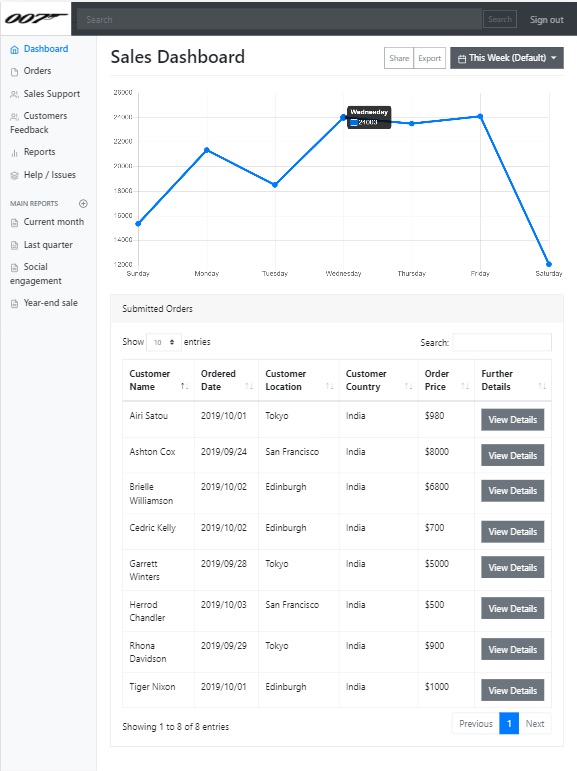 007
Search
Search
Sign out
Dashboard
Orders
Sales Support
Customers
Feedback
Reports
Help / Issues
MAIN REPORTS
Current month
Last quarter
Social
engagement
Year-end sale
Sales Dashboard
Share Export This Week (Default)
26000
24000
22000
20000
18000
16000
14000
12000
Wednesday
24003
Sunday Monday Tuesday Wednesday Thursday Friday Saturday
Submitted Orders
Show 10 entries Search:
Customer Ordered Customer Customer Order Further
Name Date Location Country Price Details
Airi Satou 2019/10/01 Tokyo India $980 View Details
Ashton Cox 2019/09/24 San Francisco India $8000 View Details
Brielle 2019/10/02 Edinburgh India $6800 View Details
Williamson
Cedric Kelly 2019/10/02 Edinburgh India $700 View Details
Garrett 2019/09/28 Tokyo India $5000 View Details
Winters
Herrod 2019/10/03 San Francisco India $500 View Details
Chandler
Rhona 2019/09/29 Tokyo India $900 View Details
Davidson
Tiger Nixon 2019/10/01 Edinburgh India $1000 View Details
Showing 1 to 8 of 8 entries Previous 1 Next